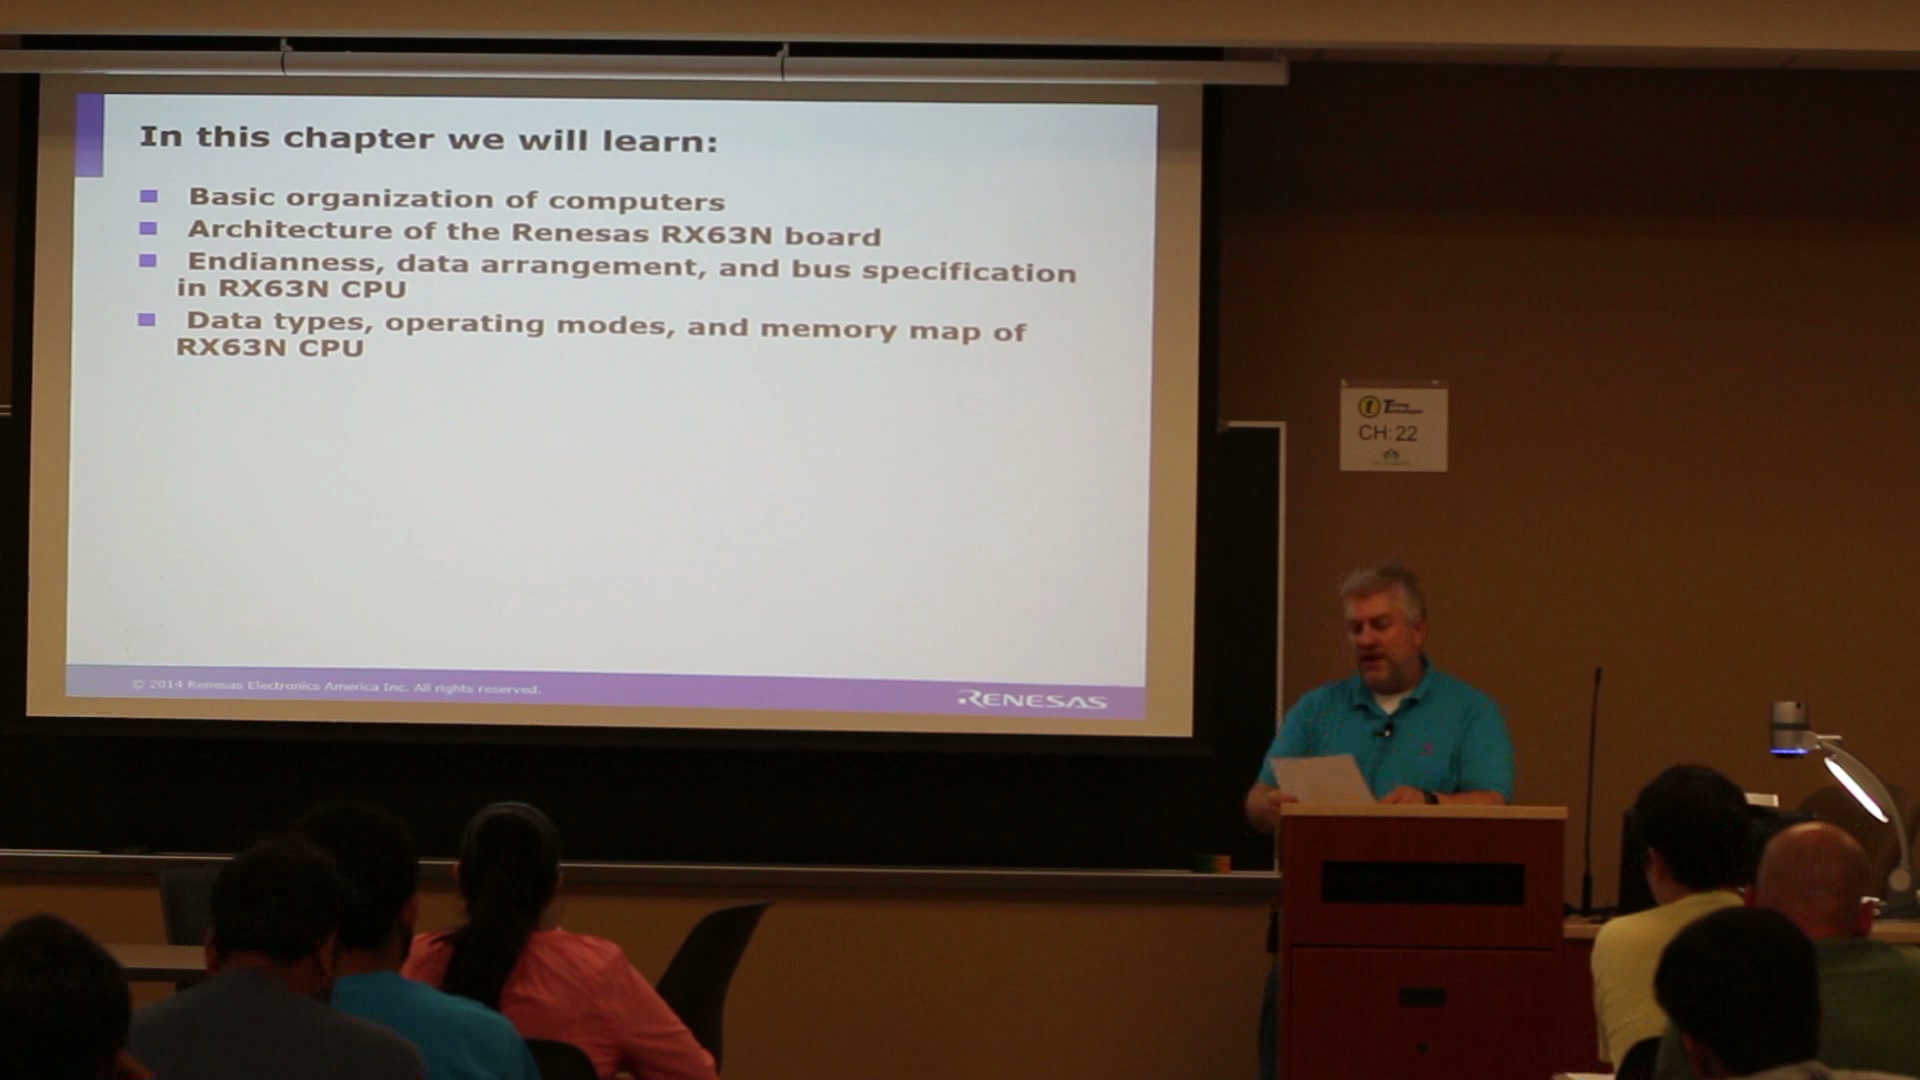 In this chapter we will learn:
Basic organization of computers
Architecture of the Renesas RX63N board
Endianness, data arrangement, and bus specification
in RX63N CPU
Data types, operating modes, and memory map of
RX63N CPU
© 2014 Renesas Electronics America Inc. All rights reserved.
RENESAS
Turning
Technologies
CH: 22